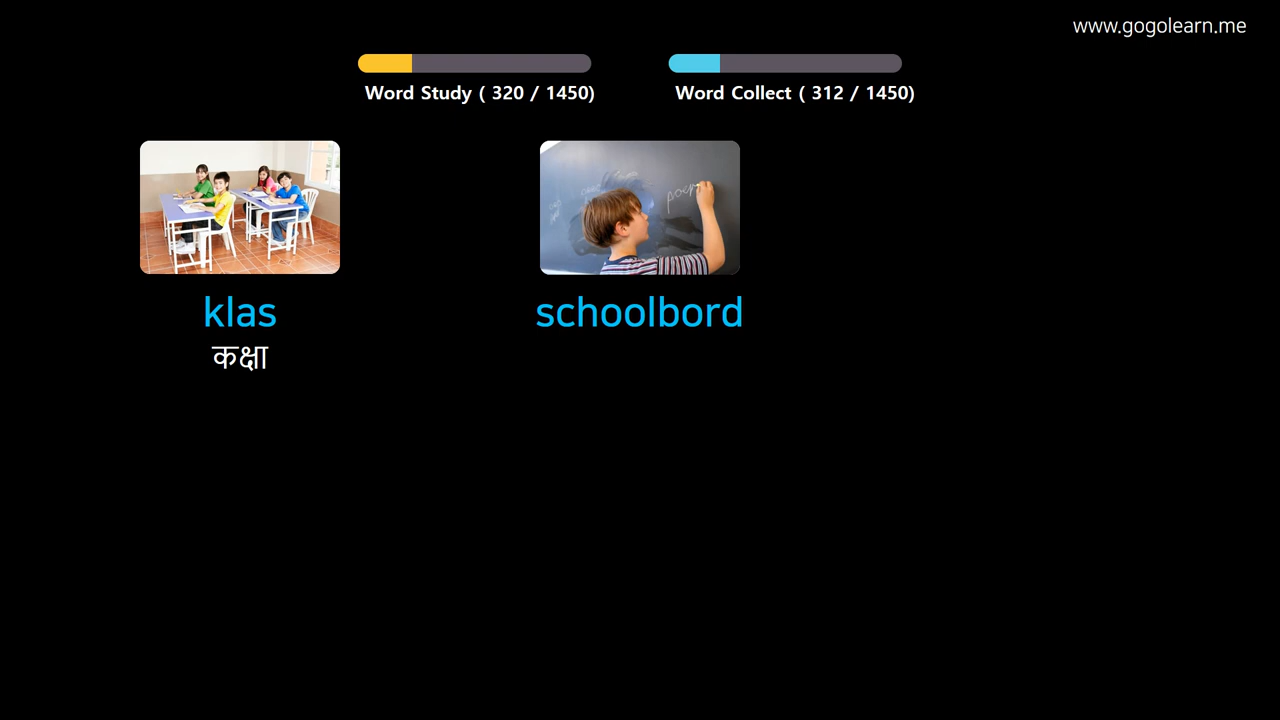 www.gogolearn.me
Word Study ( 320 / 1450)
Word Collect ( 312 / 1450)
klas
कक्षा
schoolbord